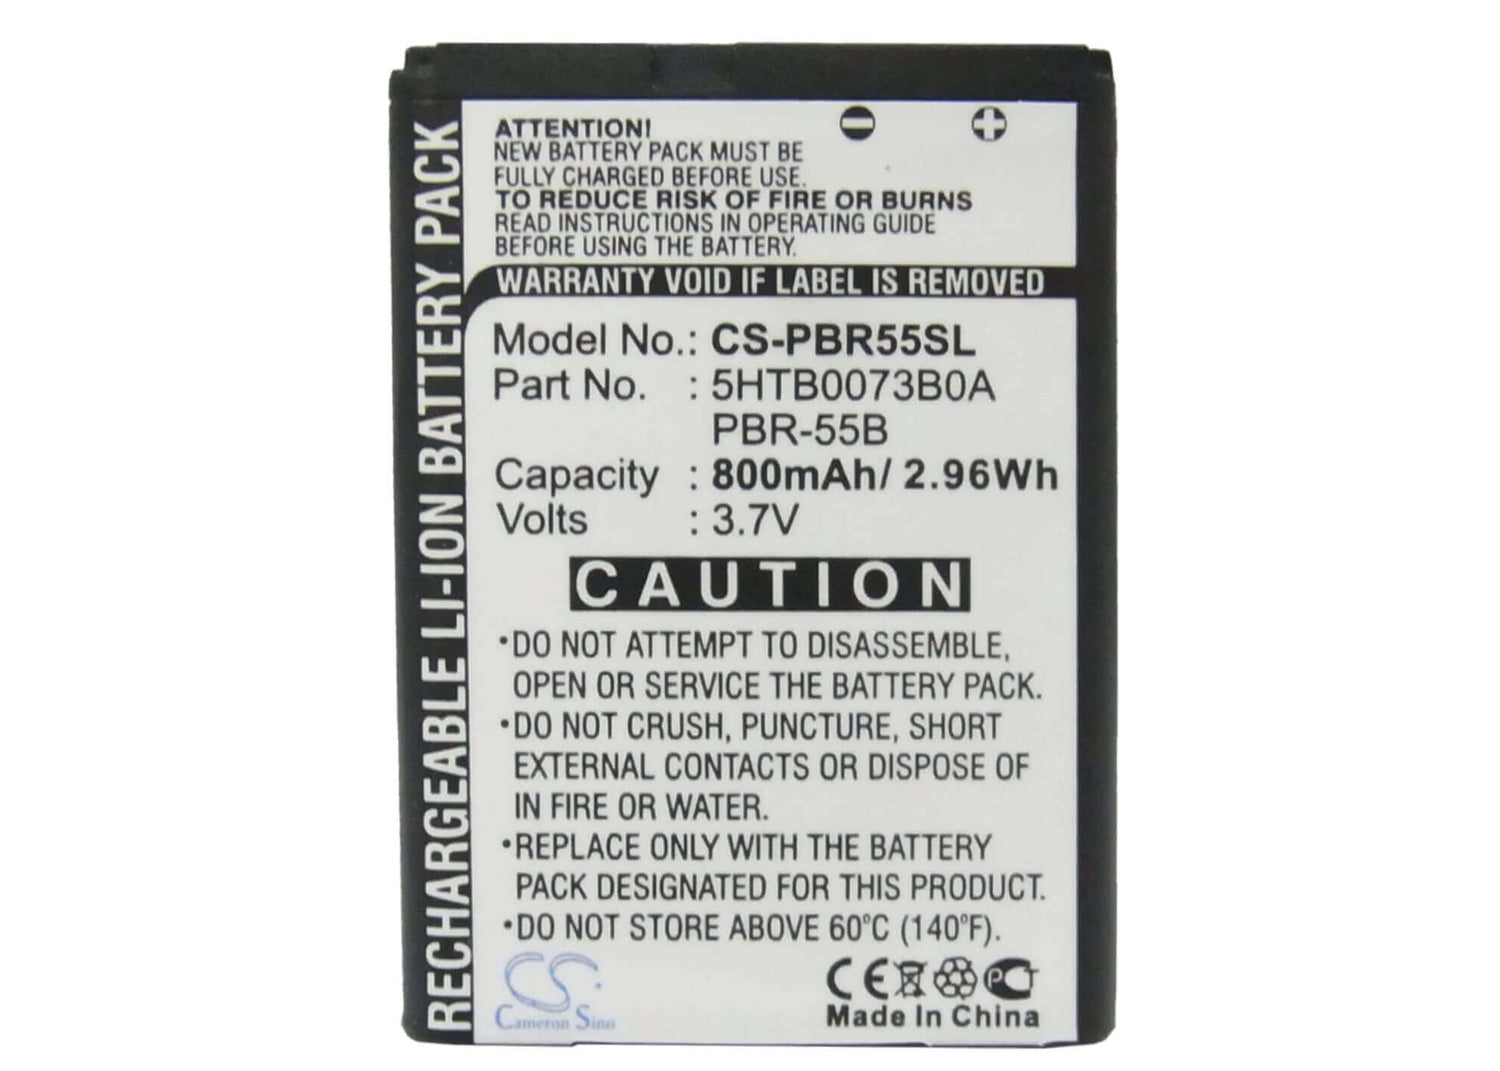 RECHARGEABLE LI-ION BATTERY PACK
ATTENTION!
NEW BATTERY PACK MUST BE
FULLY CHARGED BEFORE USE.
TO REDUCE RISK OF FIRE OR BURNS
READ INSTRUCTIONS IN OPERATING GUIDE
BEFORE USING THE BATTERY.
WARRANTY VOID IF LABEL IS REMOVED
Model No.: CS-PBR55SL
Part No. : 5HTB0073B0A
PBR-55B
Capacity : 800mAh/ 2.96Wh
Volts : 3.7V
CAUTION
•DO NOT ATTEMPT TO DISASSEMBLE,
OPEN OR SERVICE THE BATTERY PACK.
•DO NOT CRUSH, PUNCTURE, SHORT
EXTERNAL CONTACTS OR DISPOSE OF
IN FIRE OR WATER.
•REPLACE ONLY WITH THE BATTERY
PACK DESIGNATED FOR THIS PRODUCT.
•DO NOT STORE ABOVE 60°C (140°F).
CS
Cameron Sino
CE PCT
Made In China